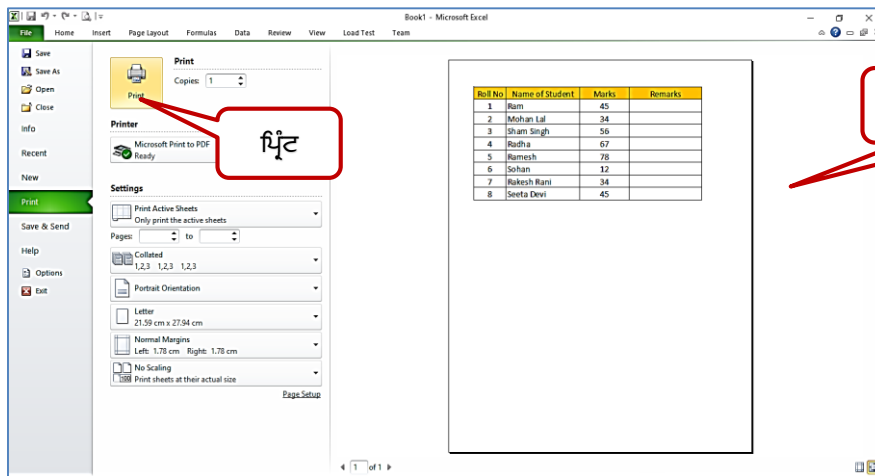 Book1 - Microsoft Excel
File Home Insert Page Layout Formulas Data Review View Load Test Team
Save
Save As
Open
Close
Info
Recent
New
Print
Save & Send
Help
Options
Exit
Print
Print
Copies: 1
Printer
Microsoft Print to PDF
Ready
ਪ੍ਰਿੰਟ
Settings
Print Active Sheets
Only print the active sheets
Pages: to
Collated
1,2,3 1,2,3 1,2,3
Portrait Orientation
Letter
21.59 cm x 27.94 cm
Normal Margins
Left: 1.78 cm Right: 1.78 cm
No Scaling
Print sheets at their actual size
Page Setup
Roll No Name of Student Marks Remarks
1 Ram 45
2 Mohan Lal 34
3 Sham Singh 56
4 Radha 67
5 Ramesh 78
6 Sohan 12
7 Rakesh Rani 34
8 Seeta Devi 45
1 of 1